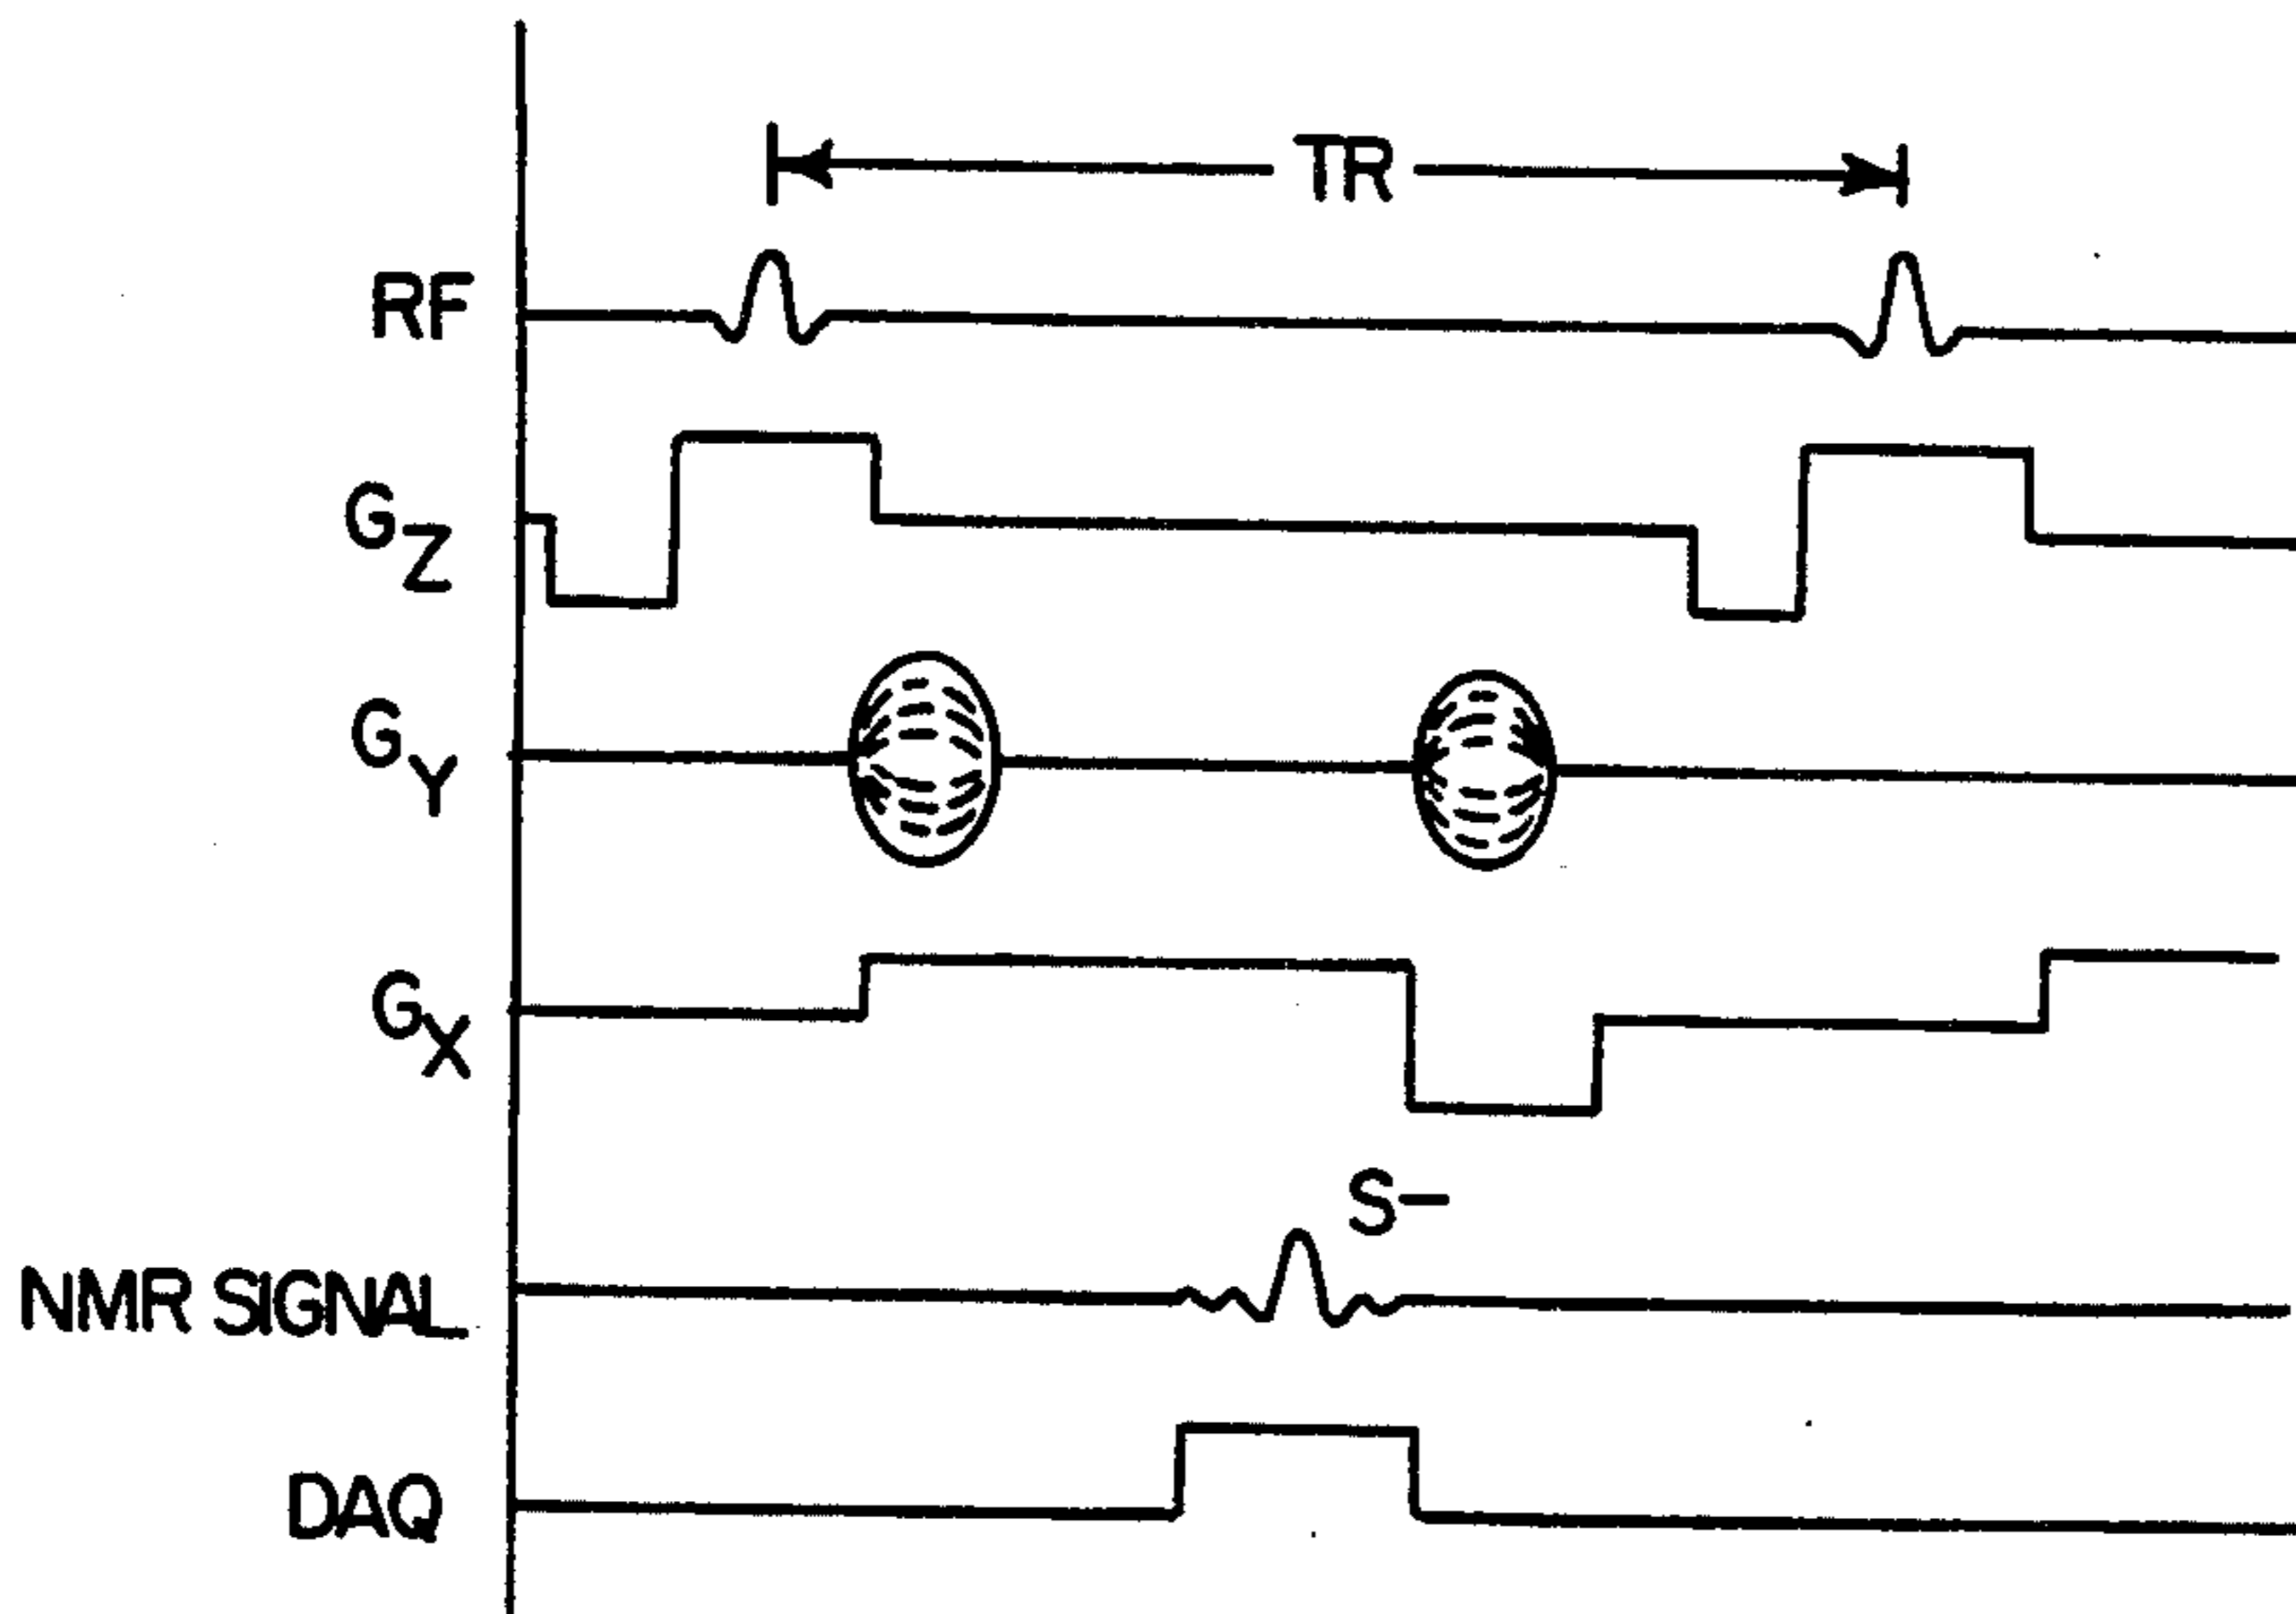 TR
RF
GZ
GY
GX
S-
NMR SIGNAL
DAQ